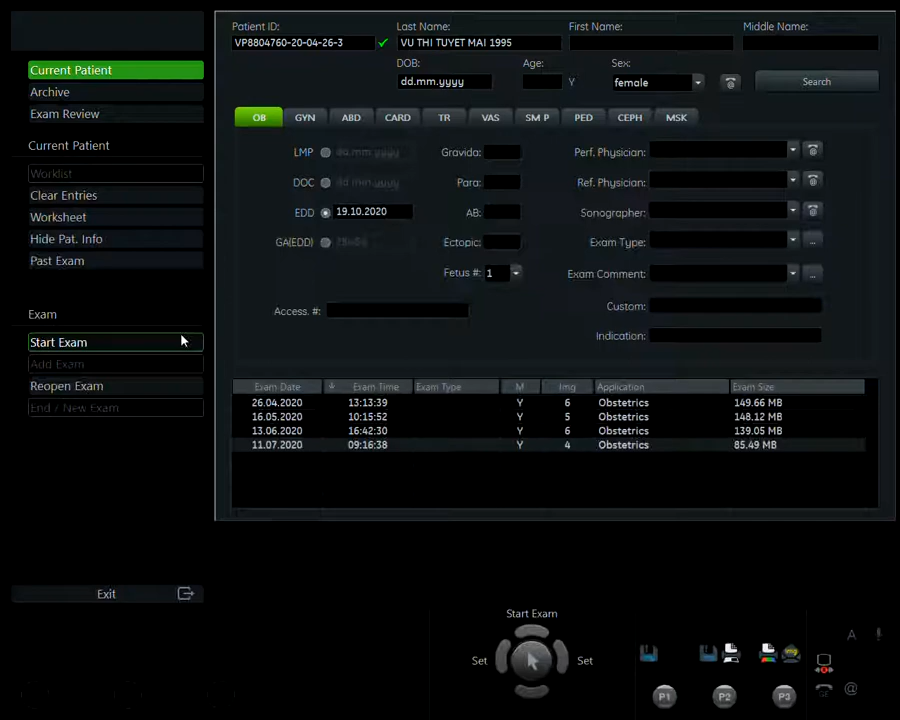 Patient ID: Last Name: First Name: Middle Name:
VP8804760-20-04-26-3 VU THI TUYET MAI 1995
DOB: Age: Sex:
dd.mm.yyyy Y female Search
Current Patient
Archive
Exam Review
Current Patient
Worklist
Clear Entries
Worksheet
Hide Pat. Info
Past Exam
Exam
Start Exam
Add Exam
Reopen Exam
End / New Exam
Exit
OB GYN ABD CARD TR VAS SM P PED CEPH MSK
LMP dd.mm.yyyy Gravida: Perf. Physician:
DOC dd.mm.yyyy Para: Ref. Physician:
EDD 19.10.2020 AB: Sonographer:
GA(EDD) Ectopic: Exam Type: ...
Fetus #: 1 Exam Comment: ...
Access. #: Custom:
Indication:
Exam Date Exam Time Exam Type M Img Application Exam Size
26.04.2020 13:13:39 Y 6 Obstetrics 149.66 MB
16.05.2020 10:15:52 Y 5 Obstetrics 148.12 MB
13.06.2020 16:42:30 Y 6 Obstetrics 139.05 MB
11.07.2020 09:16:38 Y 4 Obstetrics 85.49 MB
Start Exam
Set Set
A
@
P1 P2 P3